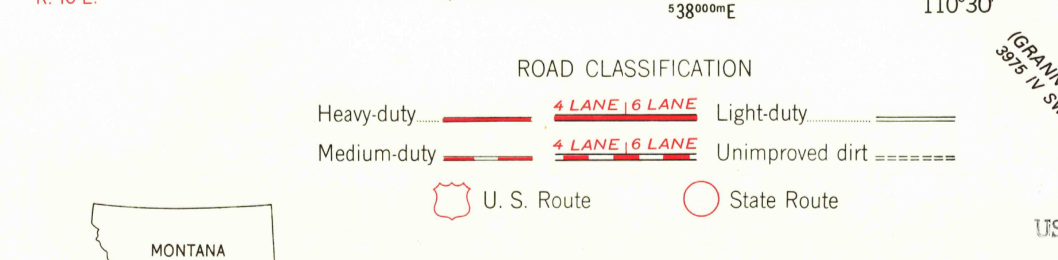 538000mE
110°30'
ROAD CLASSIFICATION
Heavy-duty
4 LANE 6 LANE
Light-duty
Medium-duty
4 LANE 6 LANE
Unimproved dirt
U. S. Route
State Route
MONTANA
3975 IV